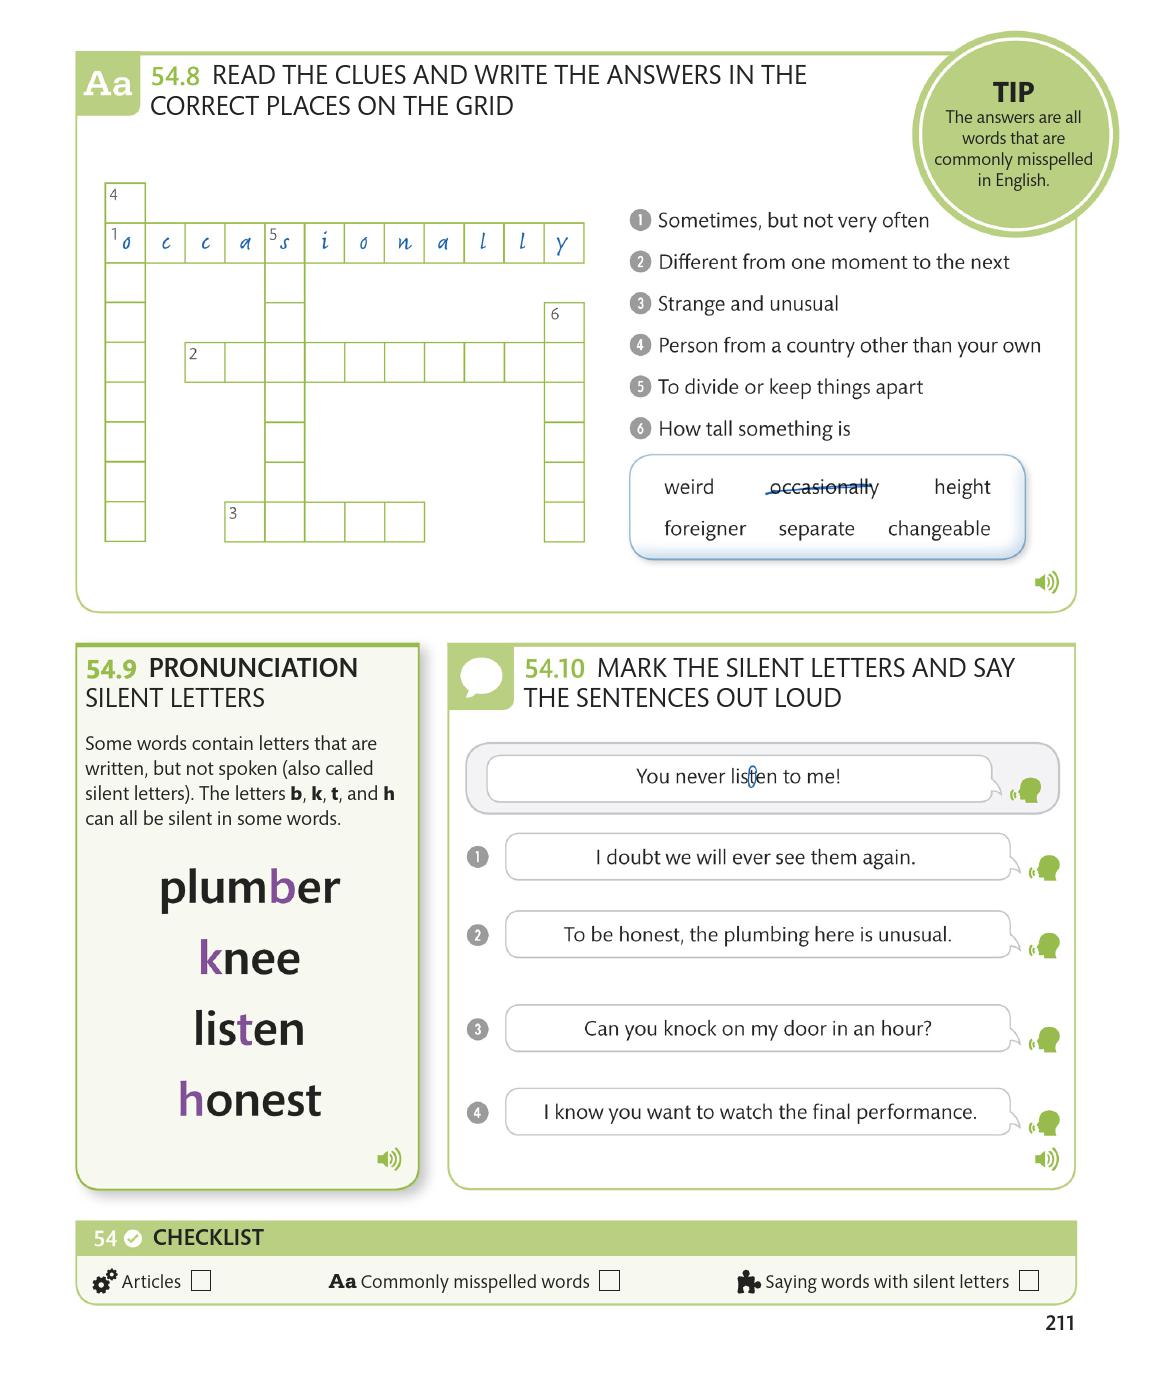 Aa 54.8 READ THE CLUES AND WRITE THE ANSWERS IN THE
CORRECT PLACES ON THE GRID
TIP
The answers are all
words that are
commonly misspelled
in English.
4
1 o c c a 5 s i o n a l l y
6
2
3
1 Sometimes, but not very often
2 Different from one moment to the next
3 Strange and unusual
4 Person from a country other than your own
5 To divide or keep things apart
6 How tall something is
weird occasionally height
foreigner separate changeable
54.9 PRONUNCIATION
SILENT LETTERS
Some words contain letters that are
written, but not spoken (also called
silent letters). The letters b, k, t, and h
can all be silent in some words.
plumber
knee
listen
honest
54.10 MARK THE SILENT LETTERS AND SAY
THE SENTENCES OUT LOUD
You never listen to me!
1 I doubt we will ever see them again.
2 To be honest, the plumbing here is unusual.
3 Can you knock on my door in an hour?
4 I know you want to watch the final performance.
54 CHECKLIST
Articles Aa Commonly misspelled words Saying words with silent letters
211